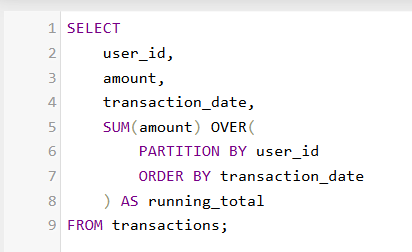 1 SELECT
2     user_id,
3     amount,
4     transaction_date,
5     SUM(amount) OVER(
6         PARTITION BY user_id
7         ORDER BY transaction_date
8     ) AS running_total
9 FROM transactions;